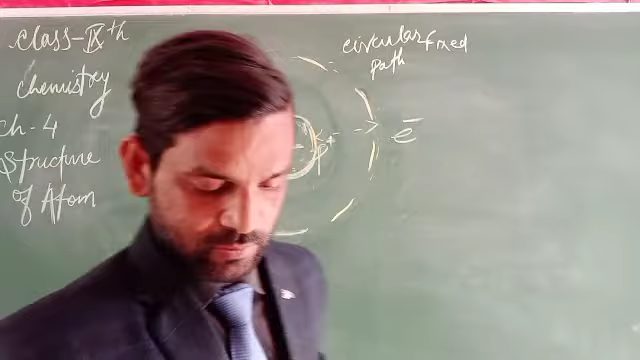 Class-IXth
Chemistry
Ch-4
Structure
of Atom
circular fixed
path
p+
e-